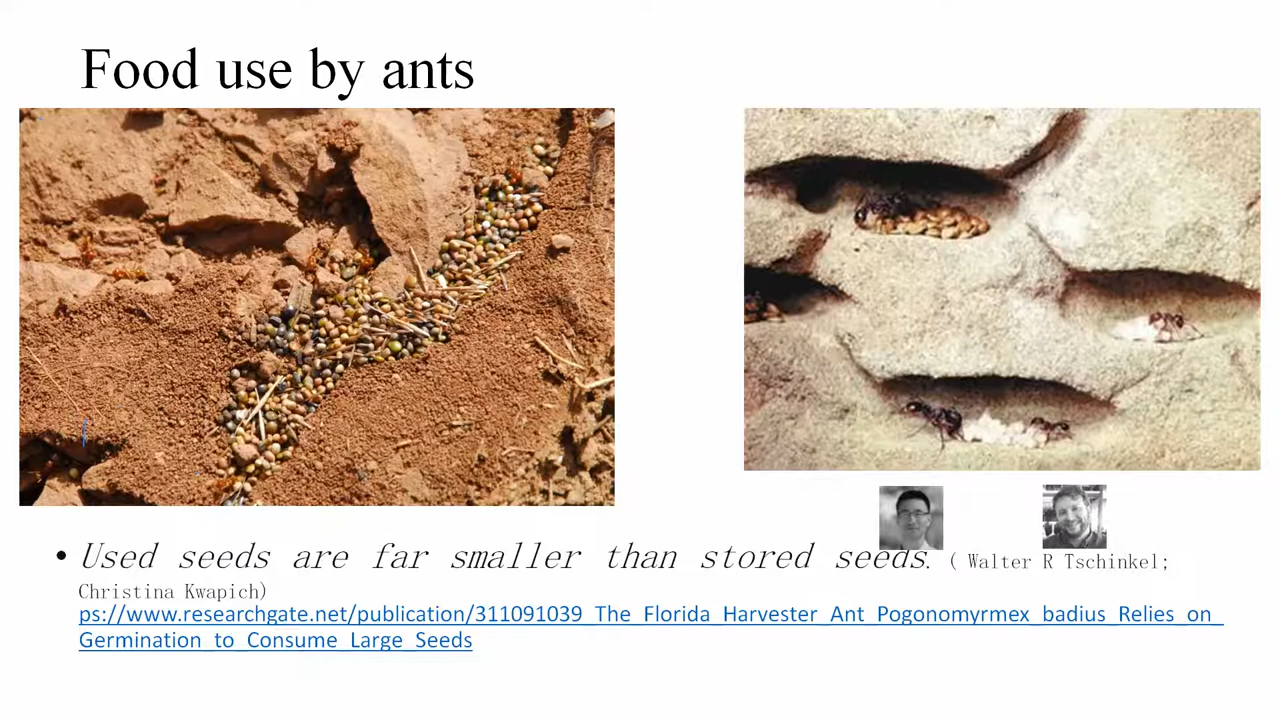 Food use by ants
• Used seeds are far smaller than stored seeds. ( Walter R Tschinkel;
Christina Kwapich)
ps://www.researchgate.net/publication/311091039_The_Florida_Harvester_Ant_Pogonomyrmex_badius_Relies_on_
Germination_to_Consume_Large_Seeds